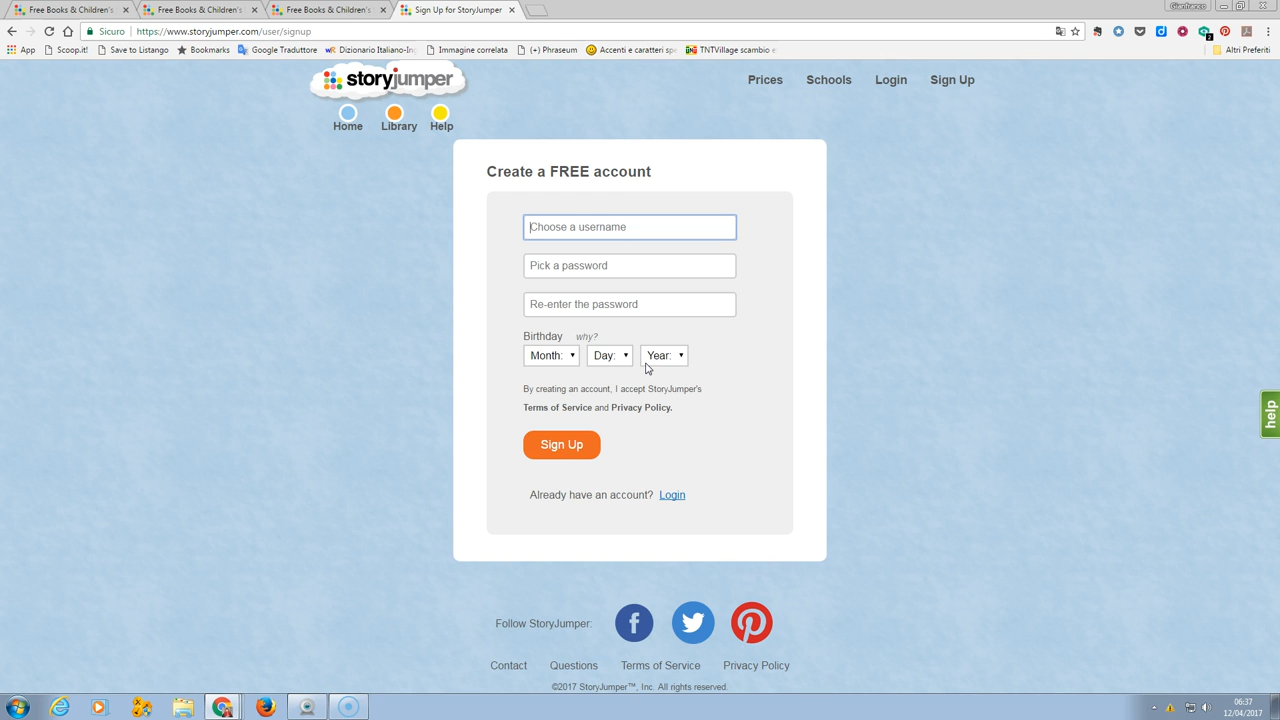 Free Books & Children's
Free Books & Children's
Free Books & Children's
Sign Up for StoryJumper
Gianfranco
Sicuro
https://www.storyjumper.com/user/signup
App
Scoop.it!
Save to Listango
Bookmarks
Google Traduttore
Dizionario Italiano-Ing
Immagine correlata
(+) Phraseum
Accenti e caratteri spe
TNTVillage scambio e
Altri Preferiti
storyjumper
Prices
Schools
Login
Sign Up
Home
Library
Help
Create a FREE account
Choose a username
Pick a password
Re-enter the password
Birthday why?
Month:
Day:
Year:
By creating an account, I accept StoryJumper's
Terms of Service and Privacy Policy.
Sign Up
Already have an account? Login
help
Follow StoryJumper:
Contact
Questions
Terms of Service
Privacy Policy
©2017 StoryJumper™, Inc. All rights reserved.
06:37
12/04/2017